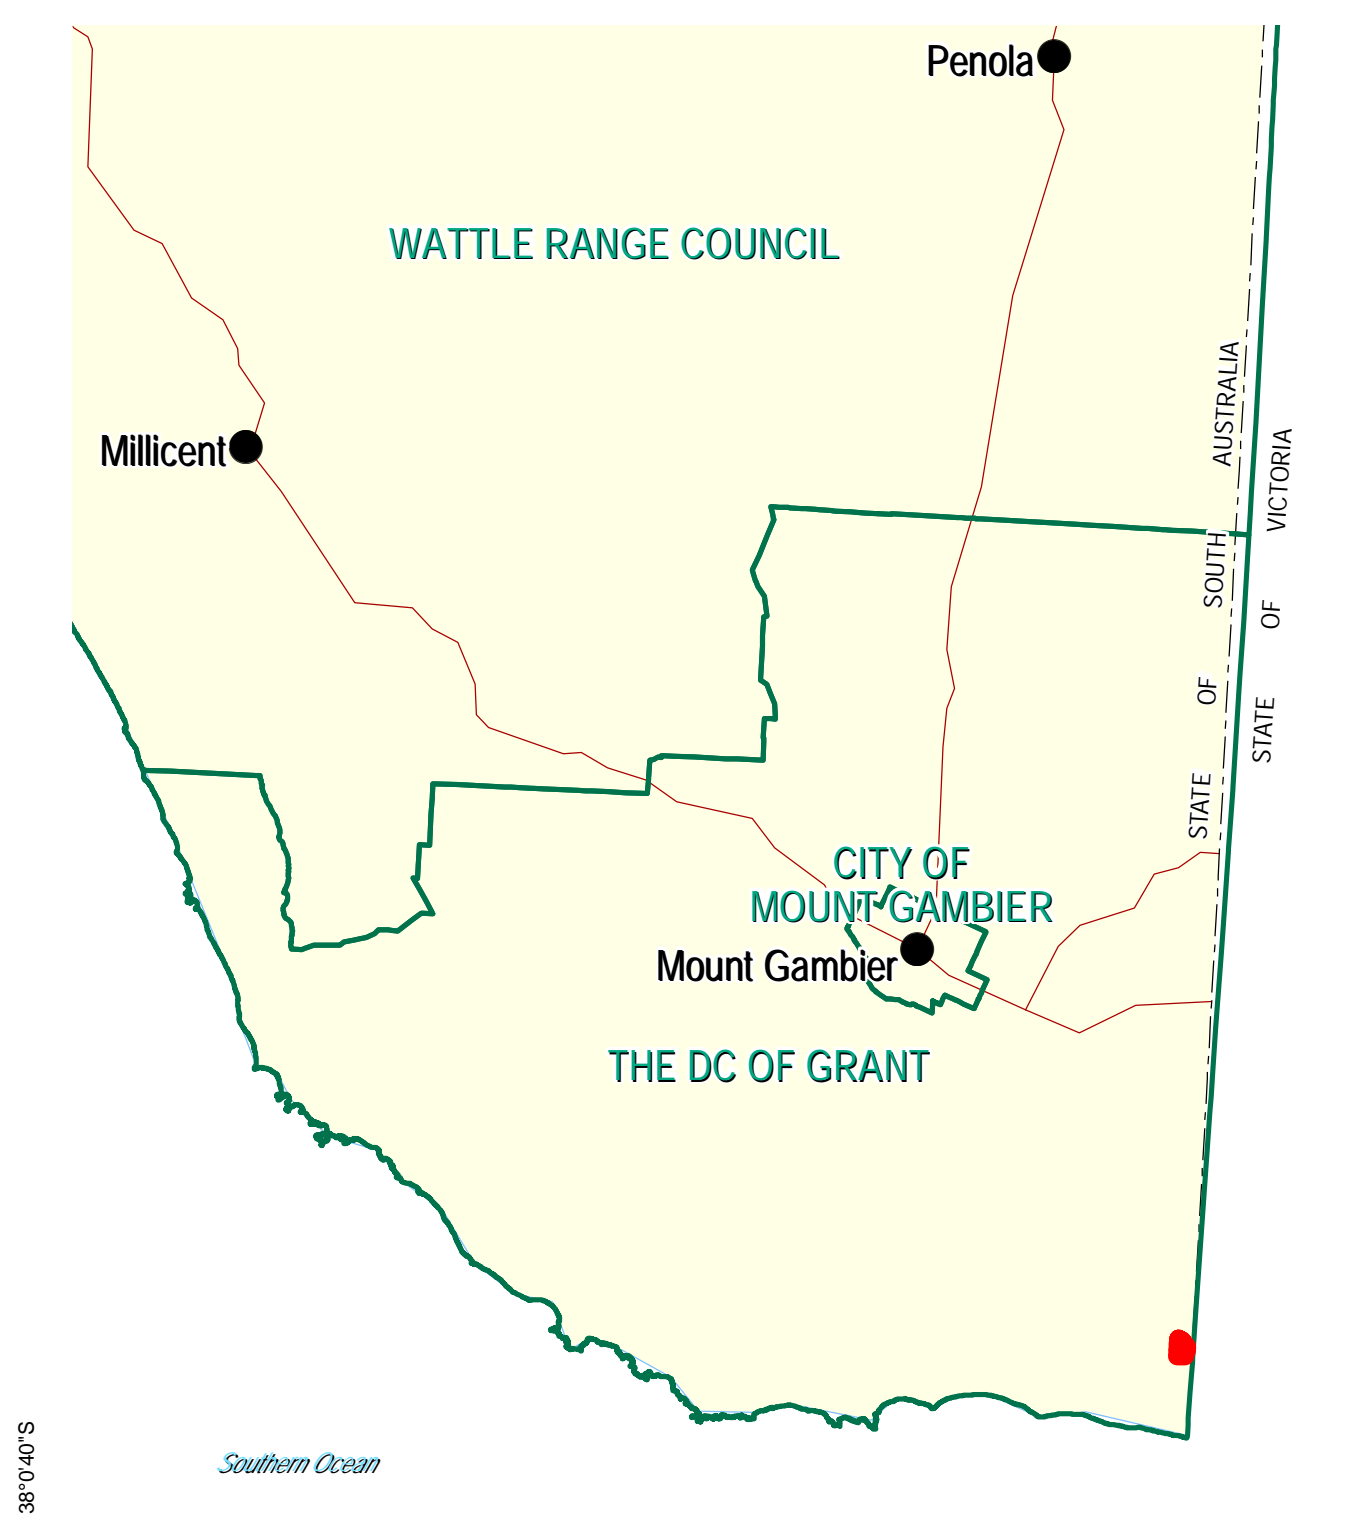 Penola
WATTLE RANGE COUNCIL
Millicent
STATE OF SOUTH AUSTRALIA
STATE OF VICTORIA
CITY OF
MOUNT GAMBIER
Mount Gambier
THE DC OF GRANT
Southern Ocean
38°0'40"S